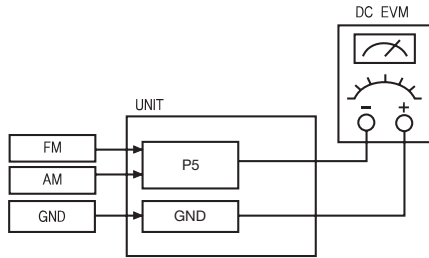 DC EVM
- +
UNIT
FM
AM
GND
P5
GND